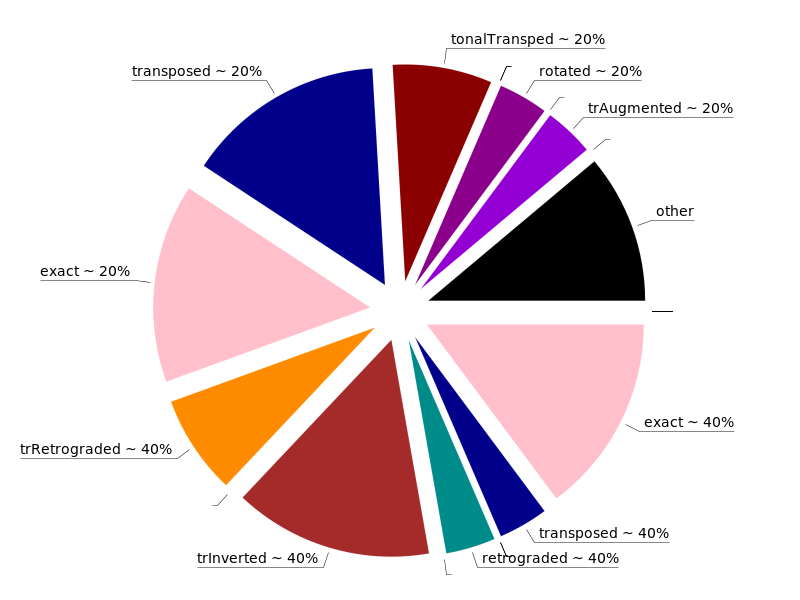 tonalTransped ~ 20%
transposed ~ 20%
rotated ~ 20%
trAugmented ~ 20%
other
exact ~ 20%
exact ~ 40%
trRetrograded ~ 40%
transposed ~ 40%
trInverted ~ 40%
retrograded ~ 40%